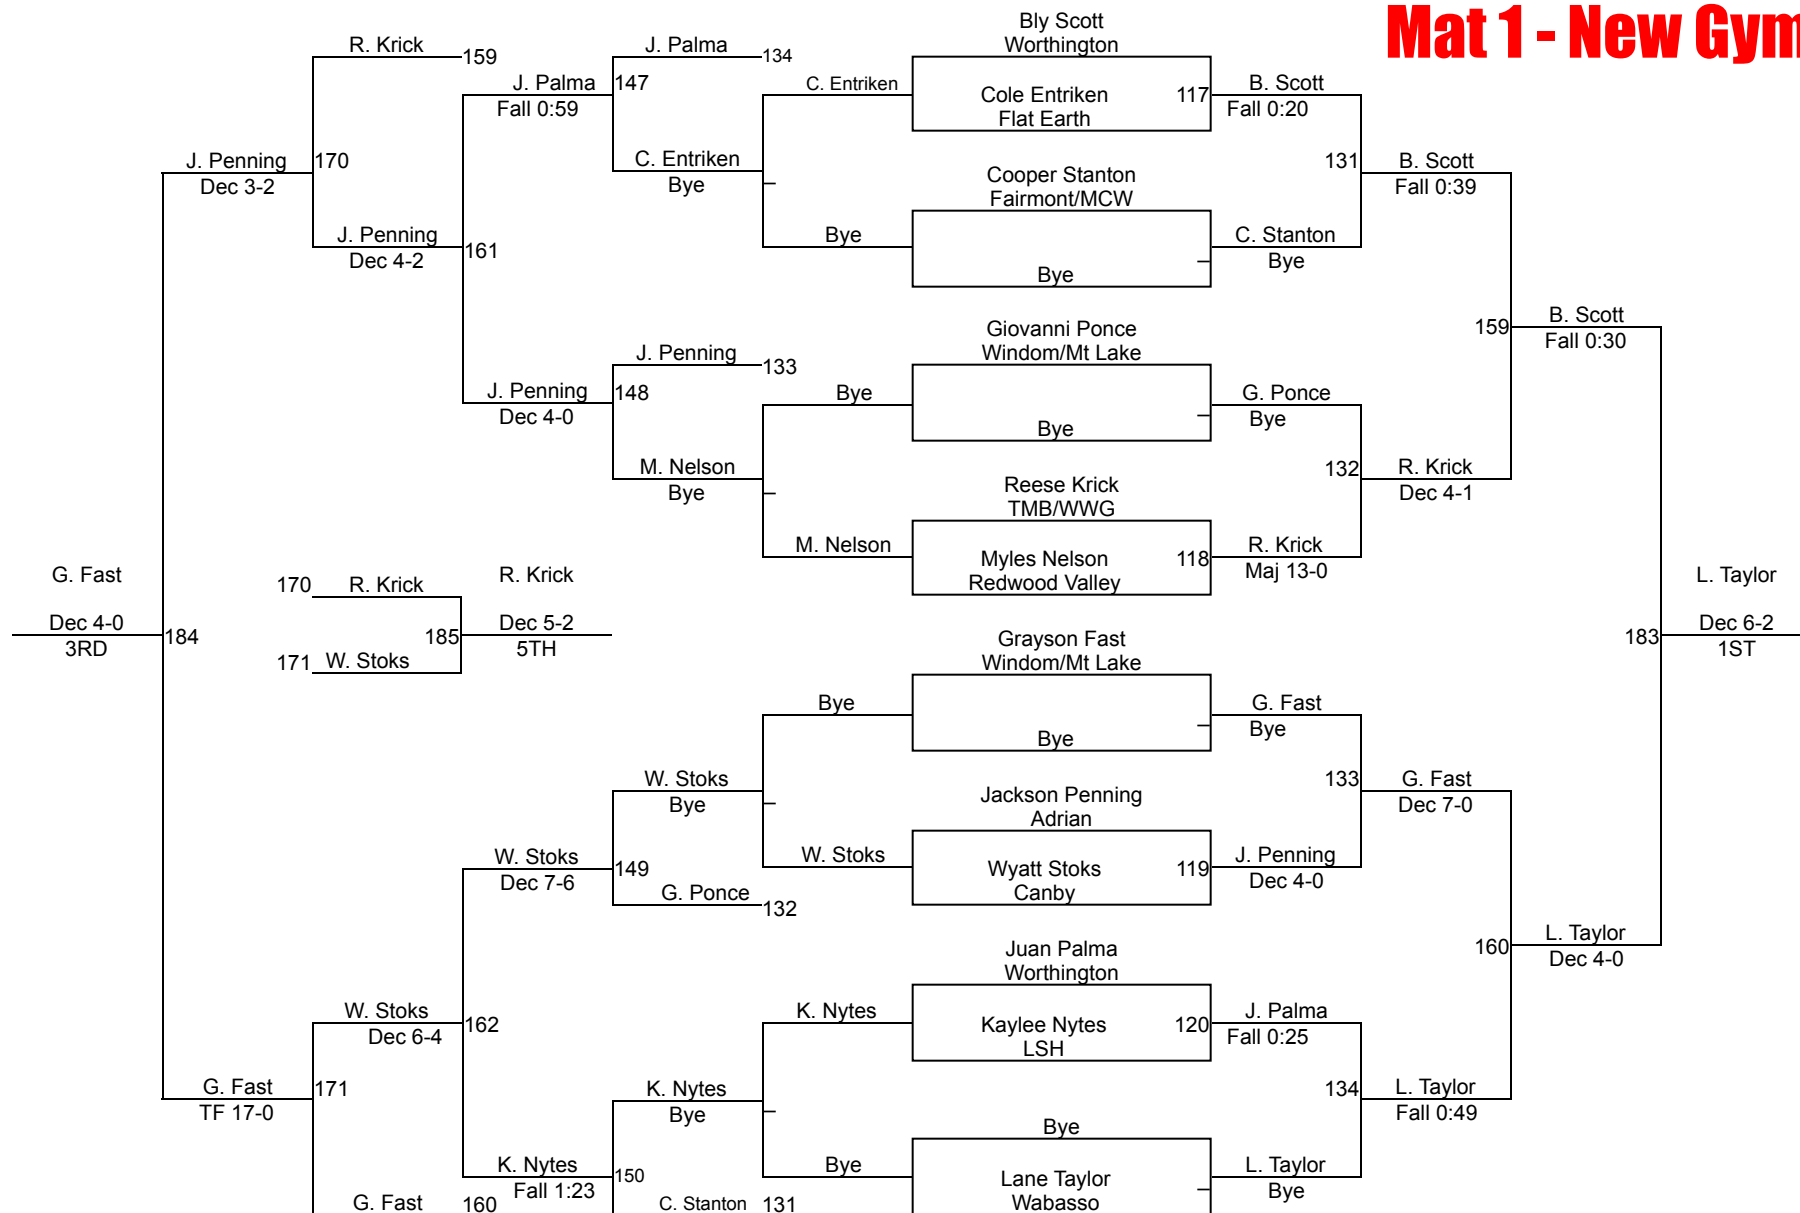 Mat 1 - New Gym
Bly Scott
Worthington
R. Krick
159
J. Palma
134
J. Palma
147
Fall 0:59
C. Entriken
Cole Entriken
117
Flat Earth
B. Scott
Fall 0:20
J. Penning
170
Dec 3-2
C. Entriken
Bye
Cooper Stanton
Fairmont/MCW
131
B. Scott
Fall 0:39
J. Penning
Dec 4-2
161
Bye
Bye
C. Stanton
Bye
Giovanni Ponce
Windom/Mt Lake
159
B. Scott
Fall 0:30
J. Penning
133
J. Penning
148
Dec 4-0
Bye
Bye
G. Ponce
Bye
M. Nelson
Bye
Reese Krick
TMB/WWG
132
R. Krick
Dec 4-1
M. Nelson
Myles Nelson
118
Redwood Valley
R. Krick
Maj 13-0
G. Fast
Dec 4-0
3RD
184
170
R. Krick
171
W. Stoks
185
R. Krick
Dec 5-2
5TH
Grayson Fast
Windom/Mt Lake
183
L. Taylor
Dec 6-2
1ST
Bye
Bye
G. Fast
Bye
W. Stoks
Bye
Jackson Penning
Adrian
133
G. Fast
Dec 7-0
W. Stoks
Dec 7-6
149
G. Ponce
132
W. Stoks
Wyatt Stoks
119
Canby
J. Penning
Dec 4-0
Juan Palma
Worthington
160
L. Taylor
Dec 4-0
W. Stoks
Dec 6-4
162
K. Nytes
Kaylee Nytes
120
LSH
J. Palma
Fall 0:25
G. Fast
171
TF 17-0
K. Nytes
Bye
Bye
134
L. Taylor
Fall 0:49
K. Nytes
Fall 1:23
150
Bye
Lane Taylor
Wabasso
L. Taylor
Bye
G. Fast
160
C. Stanton
131